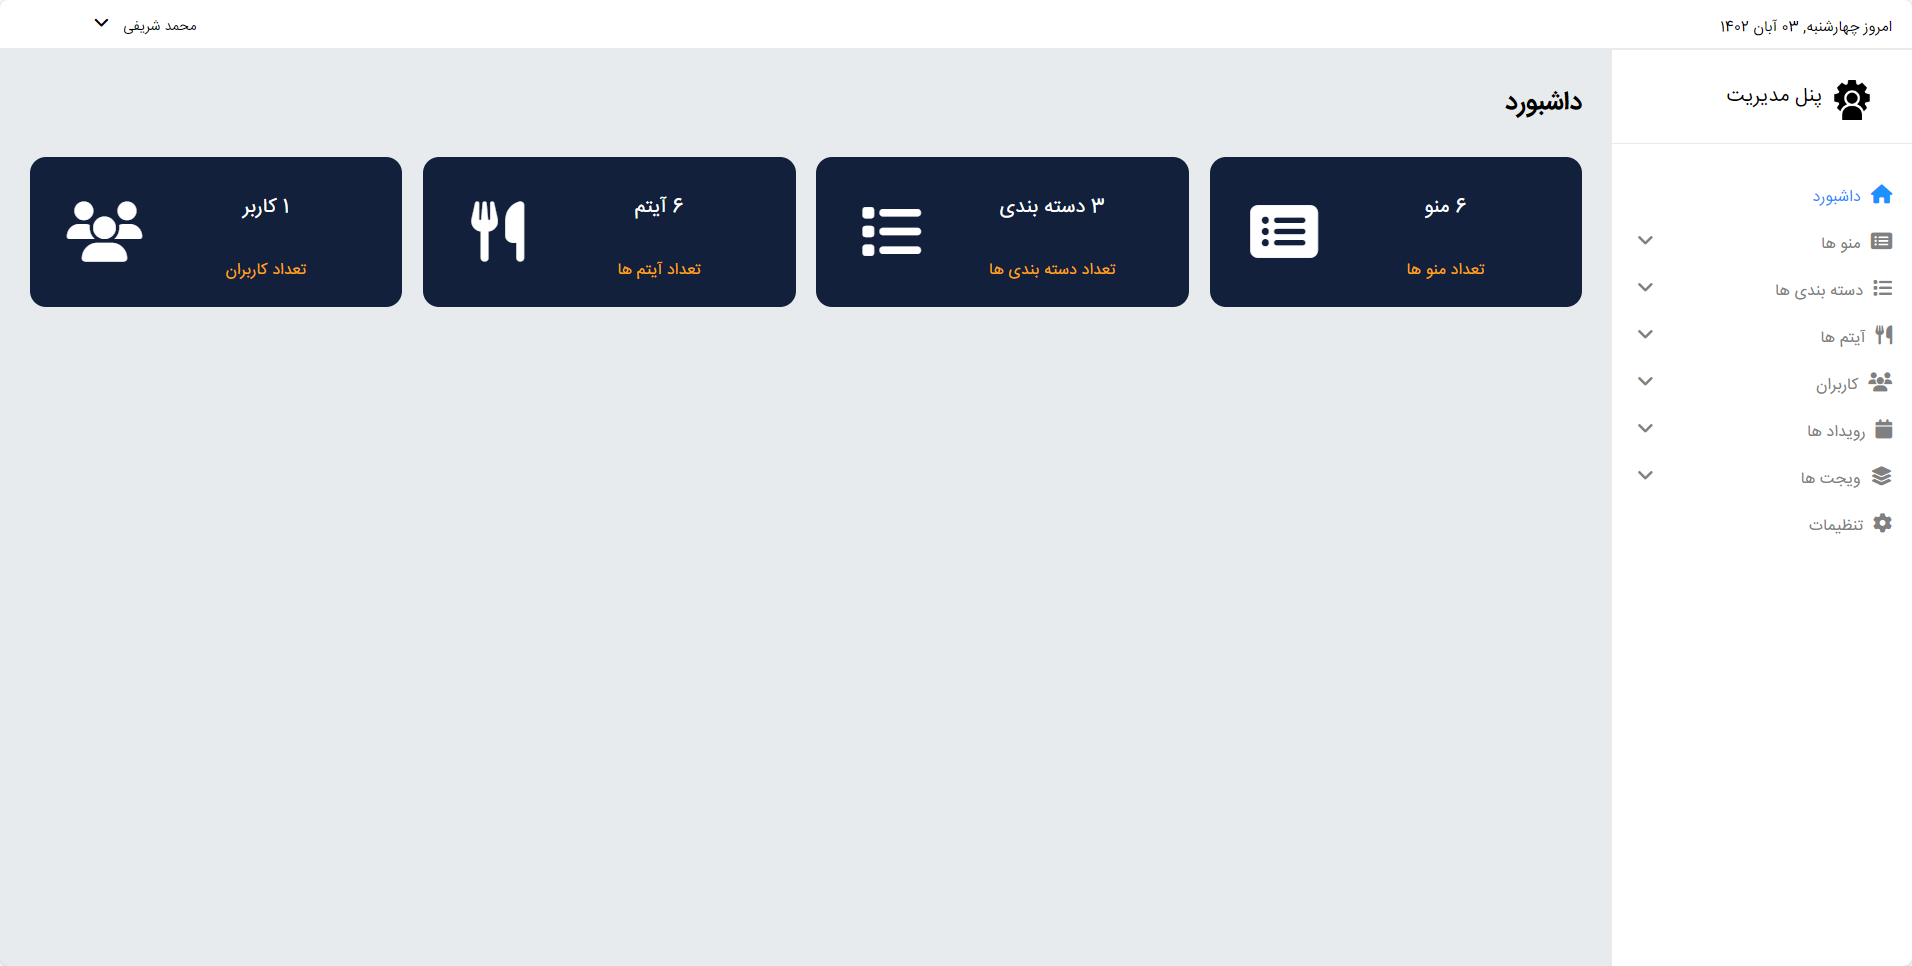 امروز چهارشنبه, ۰۳ آبان ۱۴۰۲
محمد شریفی
پنل مدیریت
داشبورد
منو ها
دسته بندی ها
آیتم ها
کاربران
رویداد ها
ویجت ها
تنظیمات
داشبورد
۶ منو
تعداد منو ها
۳ دسته بندی
تعداد دسته بندی ها
۶ آیتم
تعداد آیتم ها
۱ کاربر
تعداد کاربران